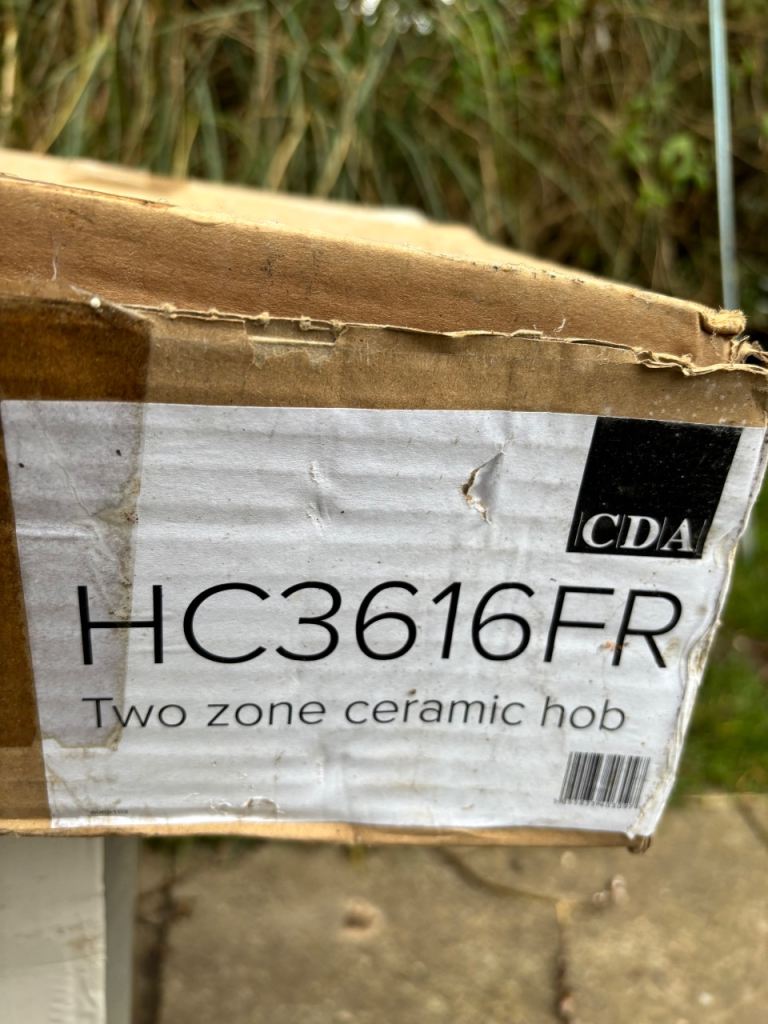 CDA
HC3616FR
Two zone ceramic hob